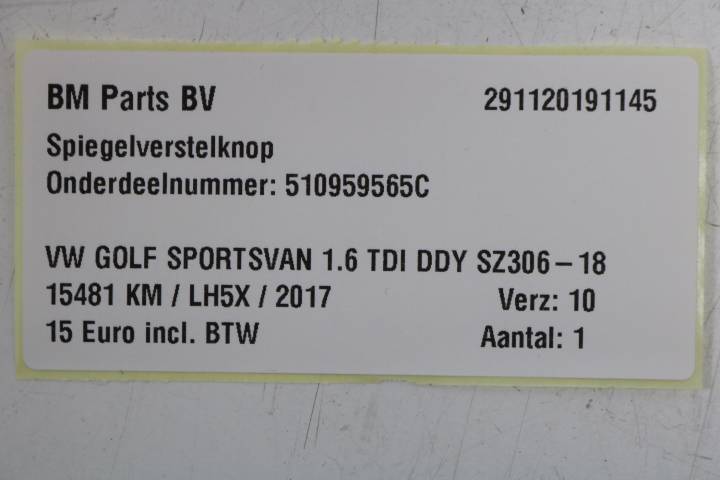 BM Parts BV 291120191145
Spiegelverstelknop
Onderdeelnummer: 510959565C
VW GOLF SPORTSVAN 1.6 TDI DDY SZ306-18
15481 KM / LH5X / 2017 Verz: 10
15 Euro incl. BTW Aantal: 1